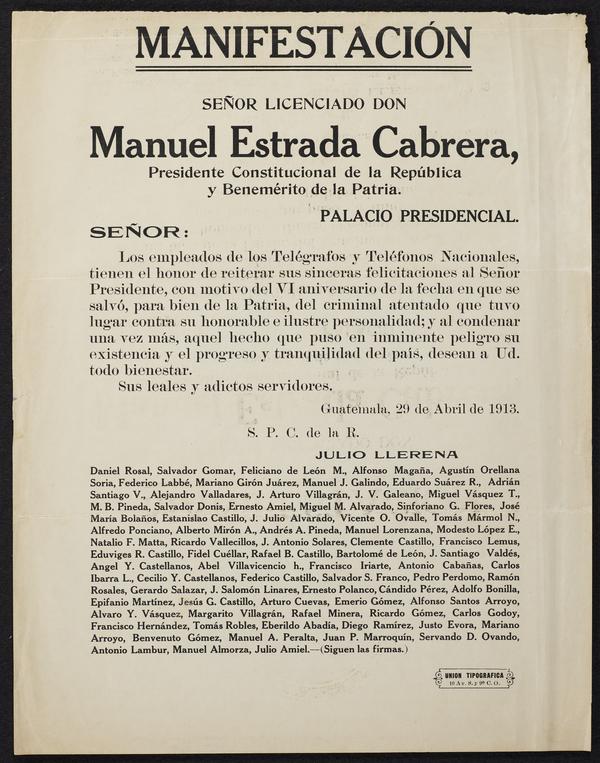 MANIFESTACIÓN
SEÑOR LICENCIADO DON
Manuel Estrada Cabrera,
Presidente Constitucional de la República
y Benemérito de la Patria.
PALACIO PRESIDENCIAL.
SEÑOR:
Los empleados de los Telégrafos y Teléfonos Nacionales,
tienen el honor de reiterar sus sinceras felicitaciones al Señor
Presidente, con motivo del VI aniversario de la fecha en que se
salvó, para bien de la Patria, del criminal atentado que tuvo
lugar contra su honorable e ilustre personalidad; y al condenar
una vez más, aquel hecho que puso en inminente peligro su
existencia y el progreso y tranquilidad del país, desean a Ud.
todo bienestar.
Sus leales y adictos servidores.
Guatemala, 29 de Abril de 1913.
S. P. C. de la R.
JULIO LLERENA
Daniel Rosal, Salvador Gomar, Feliciano de León M., Alfonso Magaña, Agustín Orellana
Soria, Federico Labbé, Mariano Girón Juárez, Manuel J. Galindo, Eduardo Suárez R., Adrián
Santiago V., Alejandro Valladares, J. Arturo Villagrán, J. V. Galeano, Miguel Vásquez T.,
M. B. Pineda, Salvador Donis, Ernesto Amiel, Miguel M. Alvarado, Sinforiano G. Flores, José
María Bolaños, Estanislao Castillo, J. Julio Alvarado, Vicente O. Ovalle, Tomás Mármol N.,
Alfredo Ponciano, Alberto Mirón A., Andrés A. Pineda, Manuel Lorenzana, Modesto López E.,
Natalio F. Matta, Ricardo Vallecillos, J. Antonio Solares, Clemente Castillo, Francisco Lemus,
Eduviges R. Castillo, Fidel Cuéllar, Rafael B. Castillo, Bartolomé de León, J. Santiago Valdés,
Angel Y. Castellanos, Abel Villavicencio h., Francisco Iriarte, Antonio Cabañas, Carlos
Ibarra L., Cecilio Y. Castellanos, Federico Castillo, Salvador S. Franco, Pedro Perdomo, Ramón
Rosales, Gerardo Salazar, J. Salomón Linares, Ernesto Polanco, Cándido Pérez, Adolfo Bonilla,
Epifanio Martínez, Jesús G. Castillo, Arturo Cuevas, Emerio Gómez, Alfonso Santos Arroyo,
Alvaro Y. Vásquez, Margarito Villagrán, Rafael Minera, Ricardo Gómez, Carlos Godoy,
Francisco Hernández, Tomás Robles, Eberildo Abadía, Diego Ramírez, Justo Evora, Mariano
Arroyo, Benvenuto Gómez, Manuel A. Peralta, Juan P. Marroquín, Servando D. Ovando,
Antonio Lambur, Manuel Almorza, Julio Amiel.—(Siguen las firmas.)
UNION TIPOGRAFICA
10 Av. S. y 9ª C. O.